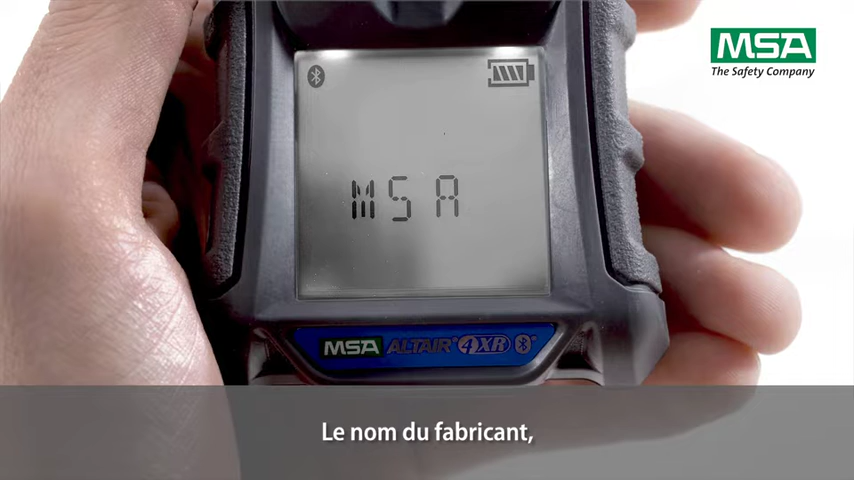 MSA
The Safety Company
MSA
MSA ALTAIR® 4XR
Le nom du fabricant,